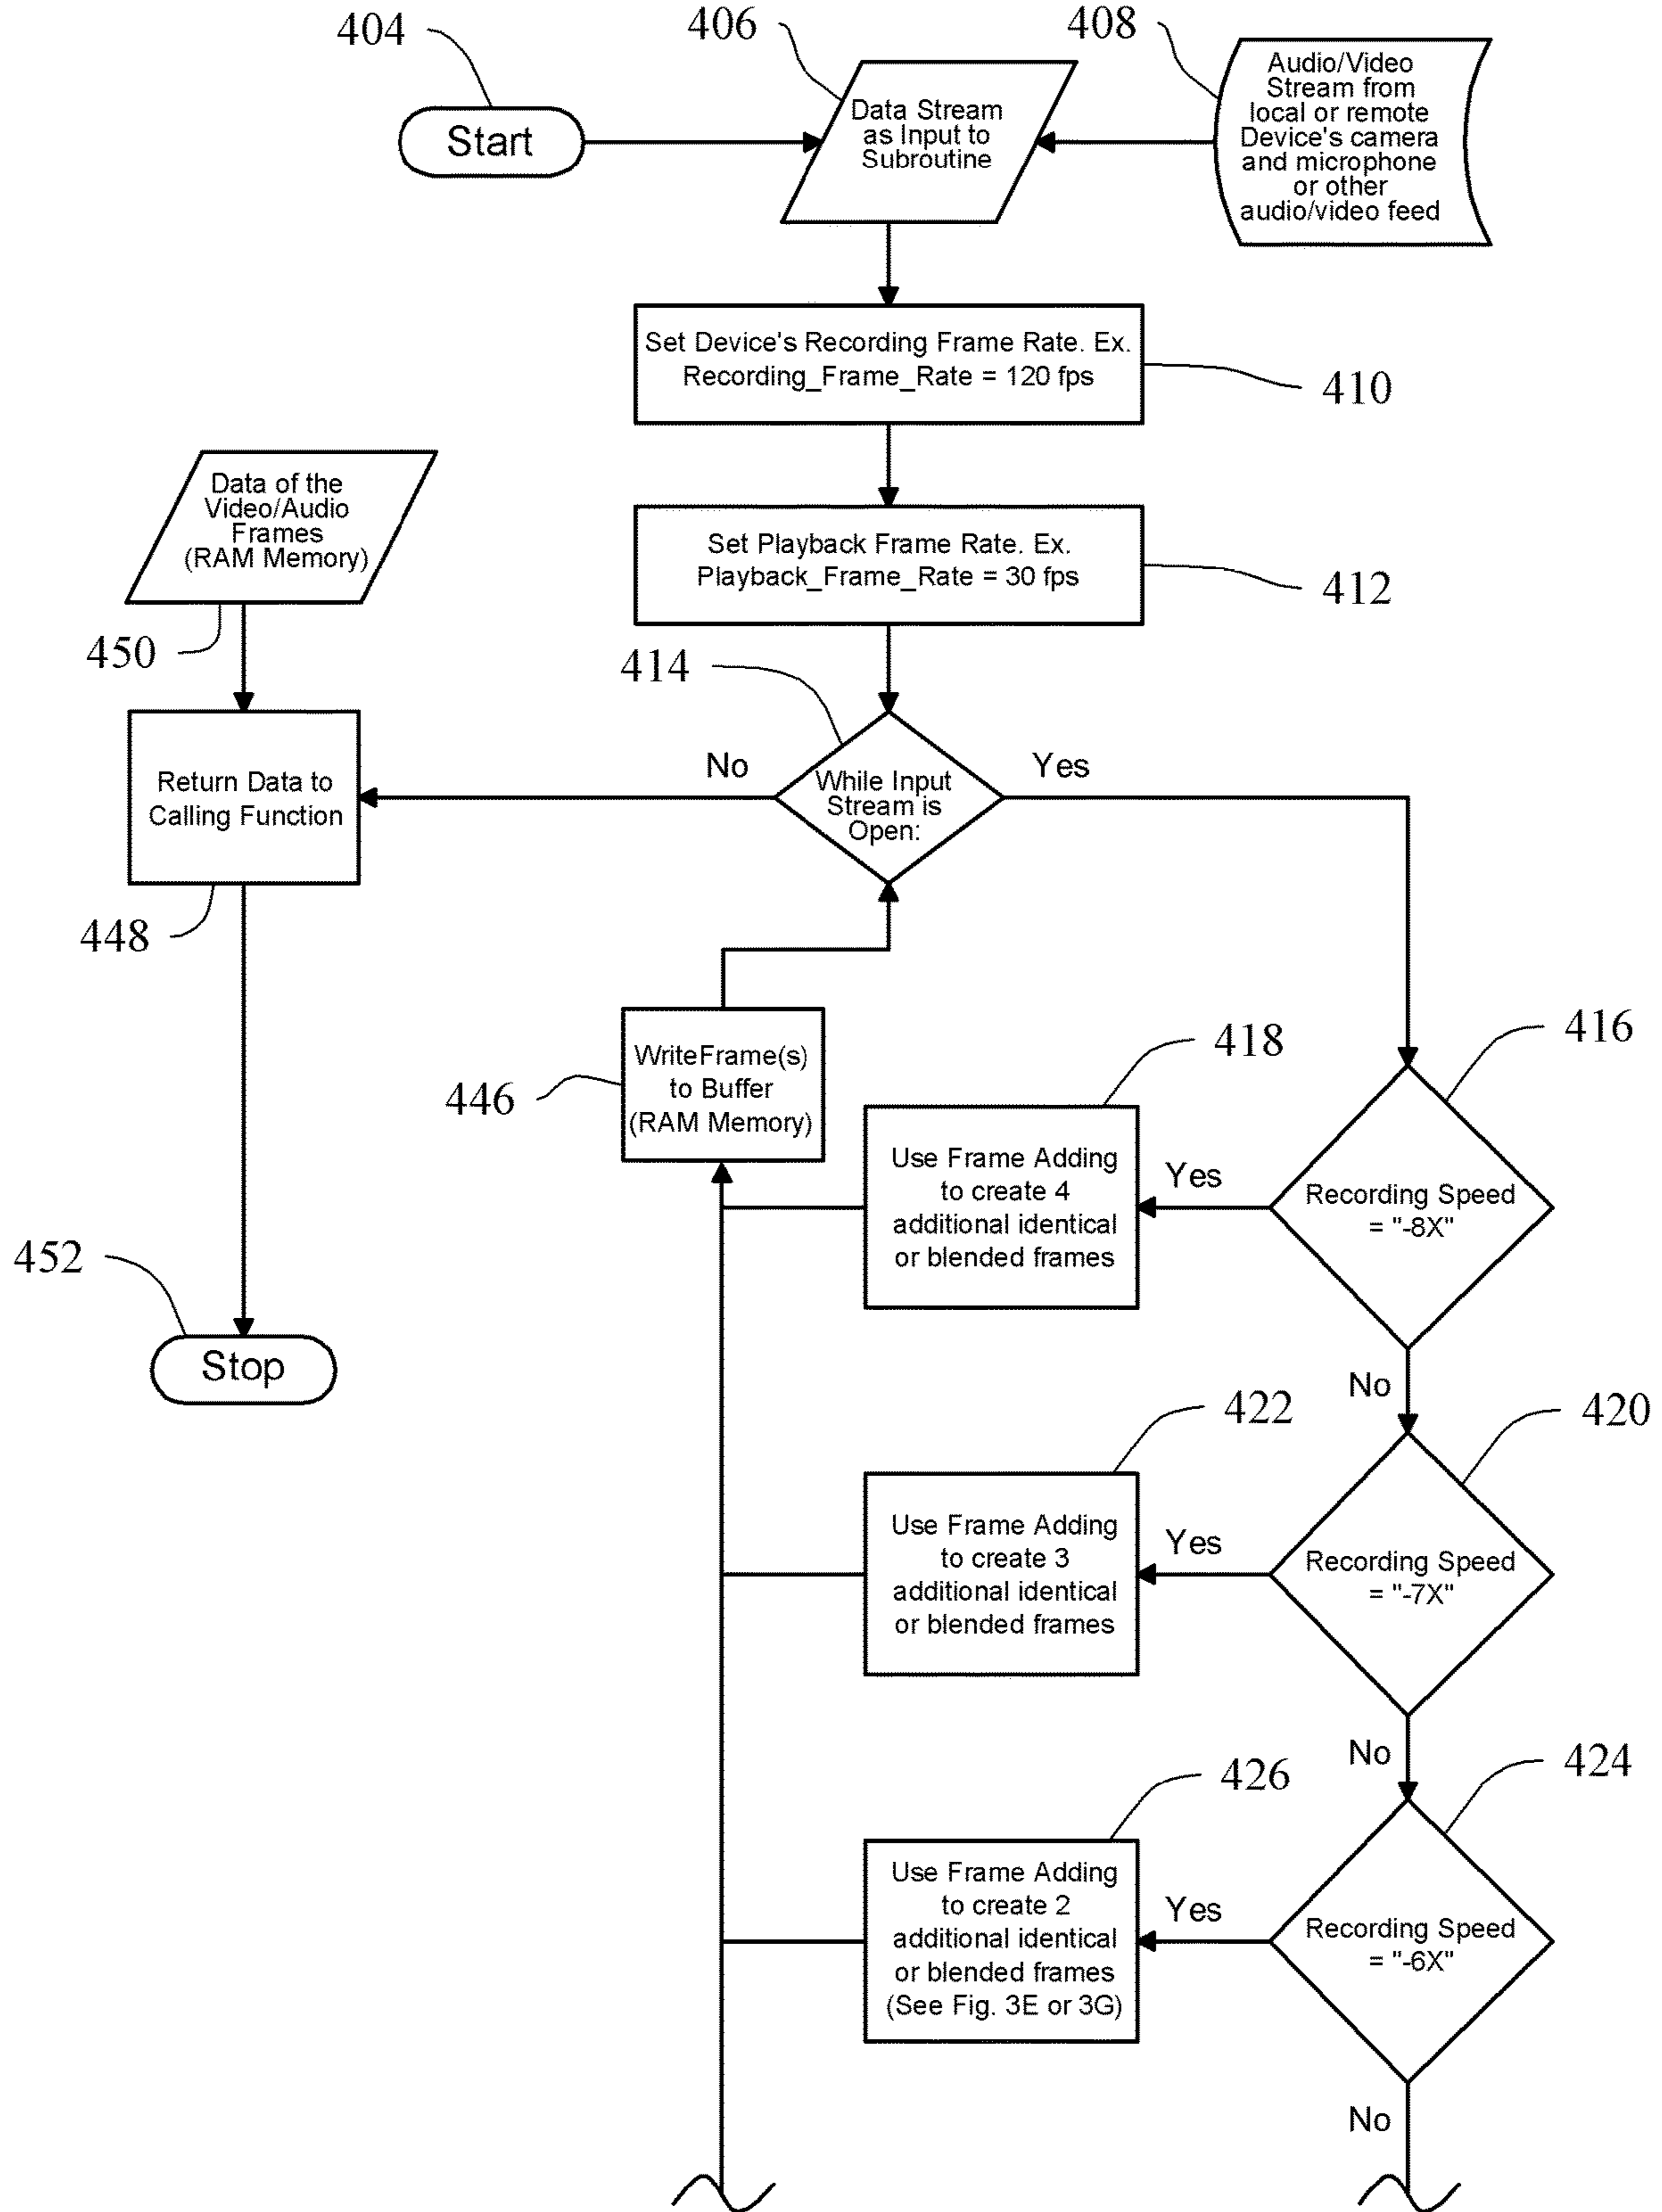 404
406
408
Start
Data Stream
as Input to
Subroutine
Audio/Video
Stream from
local or remote
Device's camera
and microphone
or other
audio/video feed
Set Device's Recording Frame Rate. Ex.
Recording_Frame_Rate = 120 fps
410
Data of the
Video/Audio
Frames
(RAM Memory)
450
Set Playback Frame Rate. Ex.
Playback_Frame_Rate = 30 fps
412
414
No
Yes
While Input
Stream is
Open:
Return Data to
Calling Function
448
WriteFrame(s)
to Buffer
(RAM Memory)
446
418
416
Use Frame Adding
to create 4
additional identical
or blended frames
Yes
Recording Speed
= "-8X"
452
Stop
No
422
420
Use Frame Adding
to create 3
additional identical
or blended frames
Yes
Recording Speed
= "-7X"
No
426
424
Use Frame Adding
to create 2
additional identical
or blended frames
(See Fig. 3E or 3G)
Yes
Recording Speed
= "-6X"
No